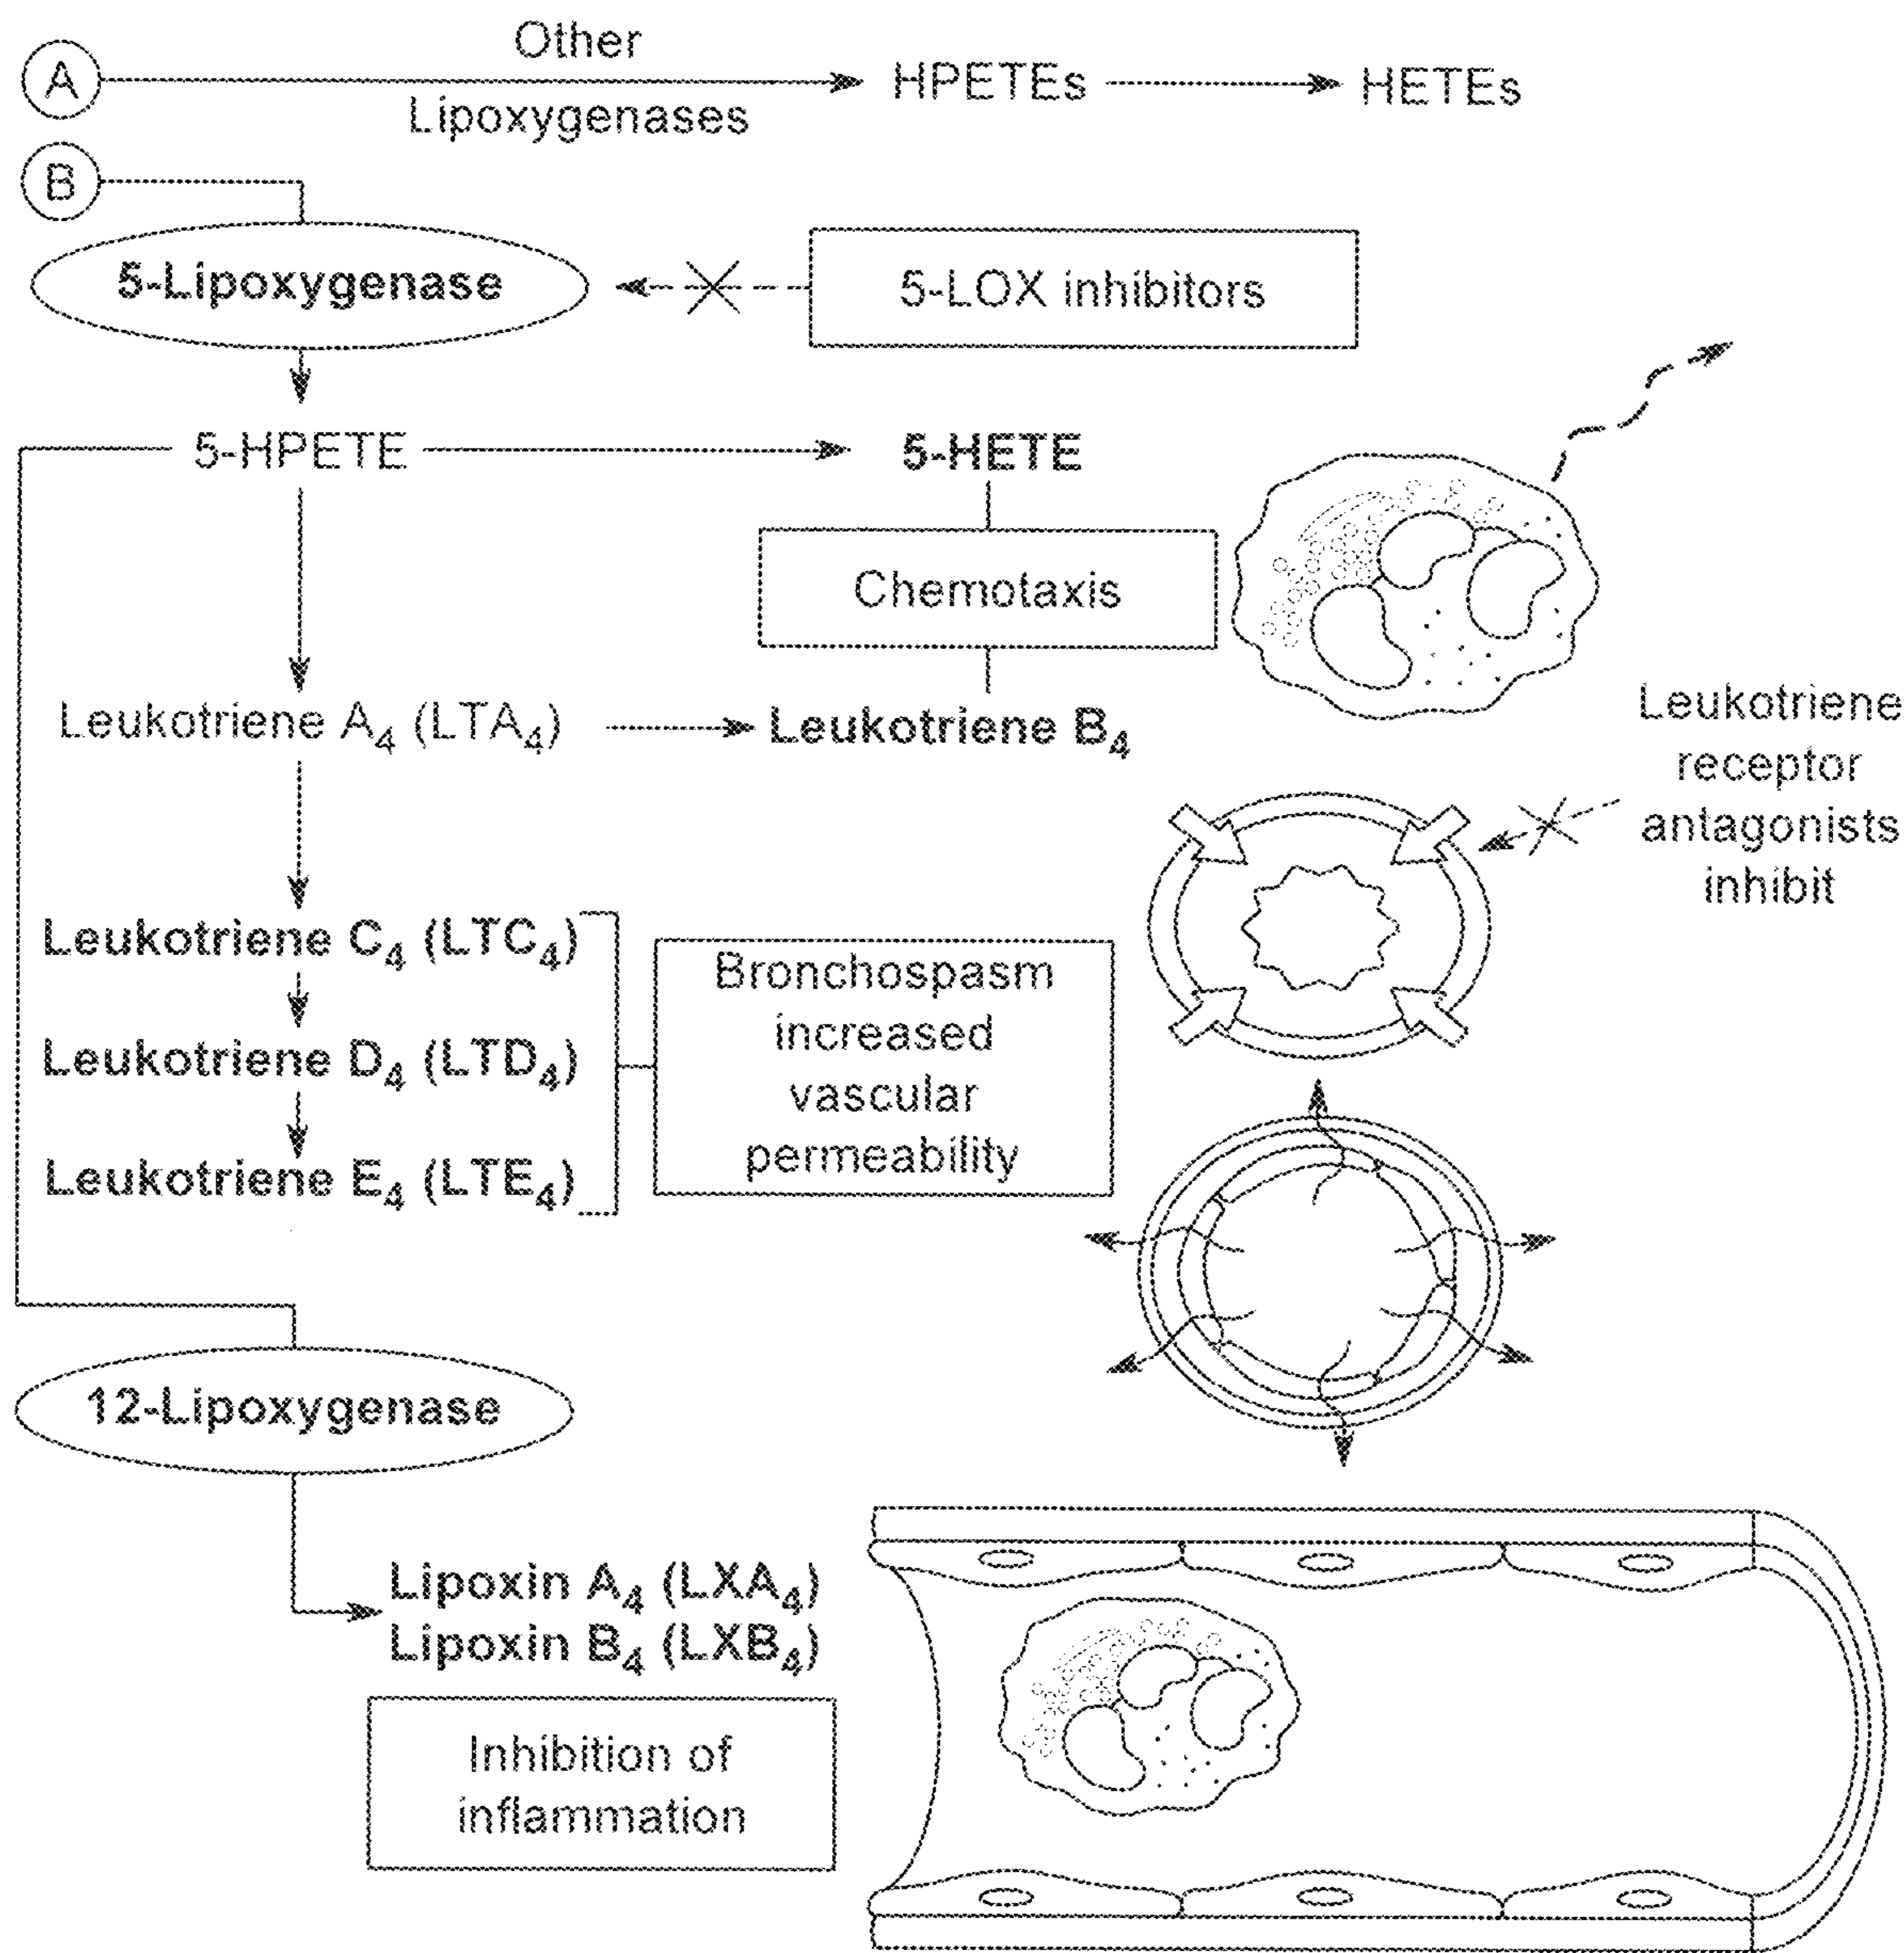 A
Other
Lipoxygenases
HPETEs
HETEs
B
5-Lipoxygenase
5-LOX inhibitors
5-HPETE
5-HETE
Chemotaxis
Leukotriene A4 (LTA4)
Leukotriene B4
Leukotriene
receptor
antagonists
inhibit
Leukotriene C4 (LTC4)
Leukotriene D4 (LTD4)
Leukotriene E4 (LTE4)
Bronchospasm
increased
vascular
permeability
12-Lipoxygenase
Lipoxin A4 (LXA4)
Lipoxin B4 (LXB4)
Inhibition of
inflammation